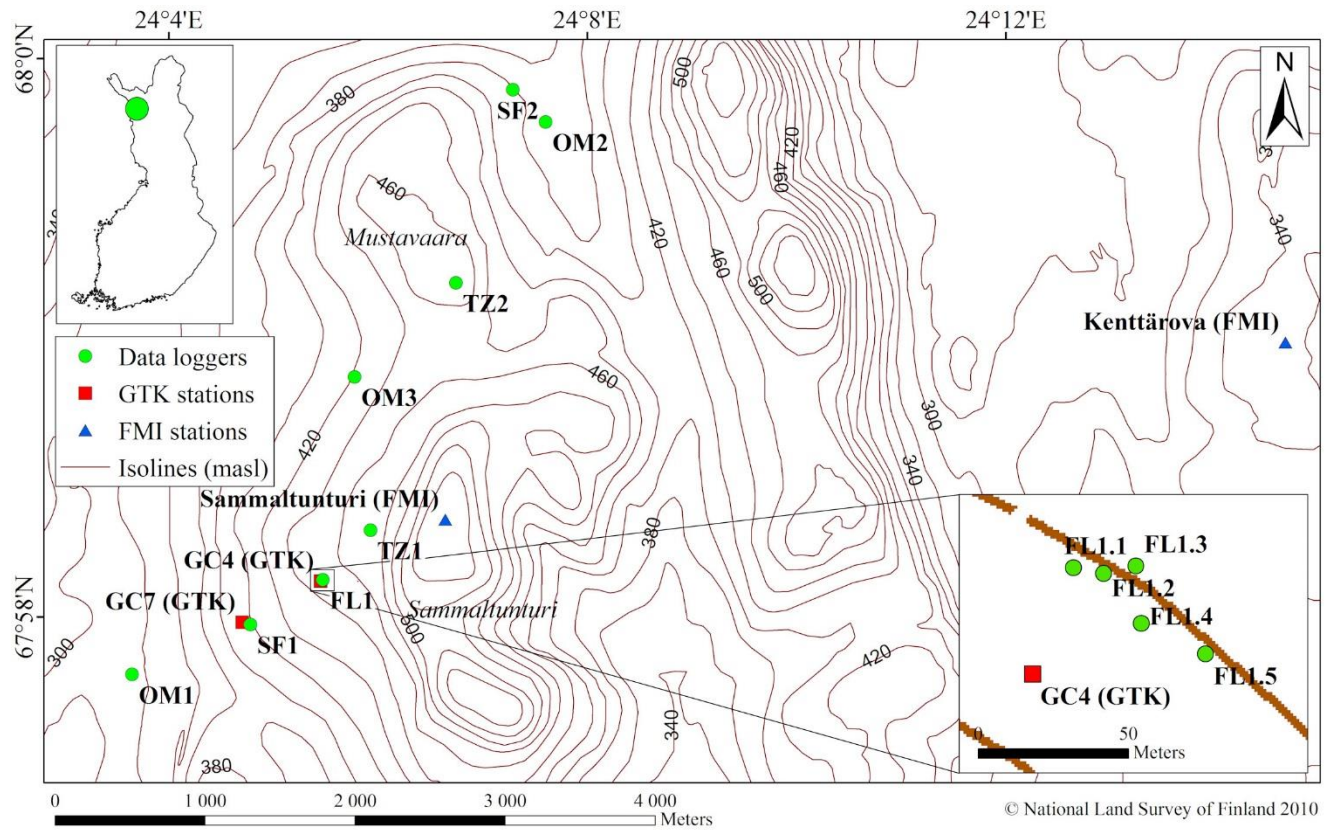 24°4'E
24°8'E
24°12'E
68°0'N
67°58'N
N
380
500
420
460
340
SF2
OM2
460
Mustavaara
TZ2
420
460
500
340
Kenttärova (FMI)
Data loggers
GTK stations
FMI stations
Isolines (masl)
OM3
420
460
300
340
Sammaltunturi (FMI)
TZ1
380
GC4 (GTK)
FL1
Sammaltunturi
500
GC7 (GTK)
SF1
300
OM1
420
340
380
FL1.1
FL1.3
FL1.2
FL1.4
FL1.5
GC4 (GTK)
0
50
Meters
0
1 000
2 000
3 000
4 000
Meters
© National Land Survey of Finland 2010